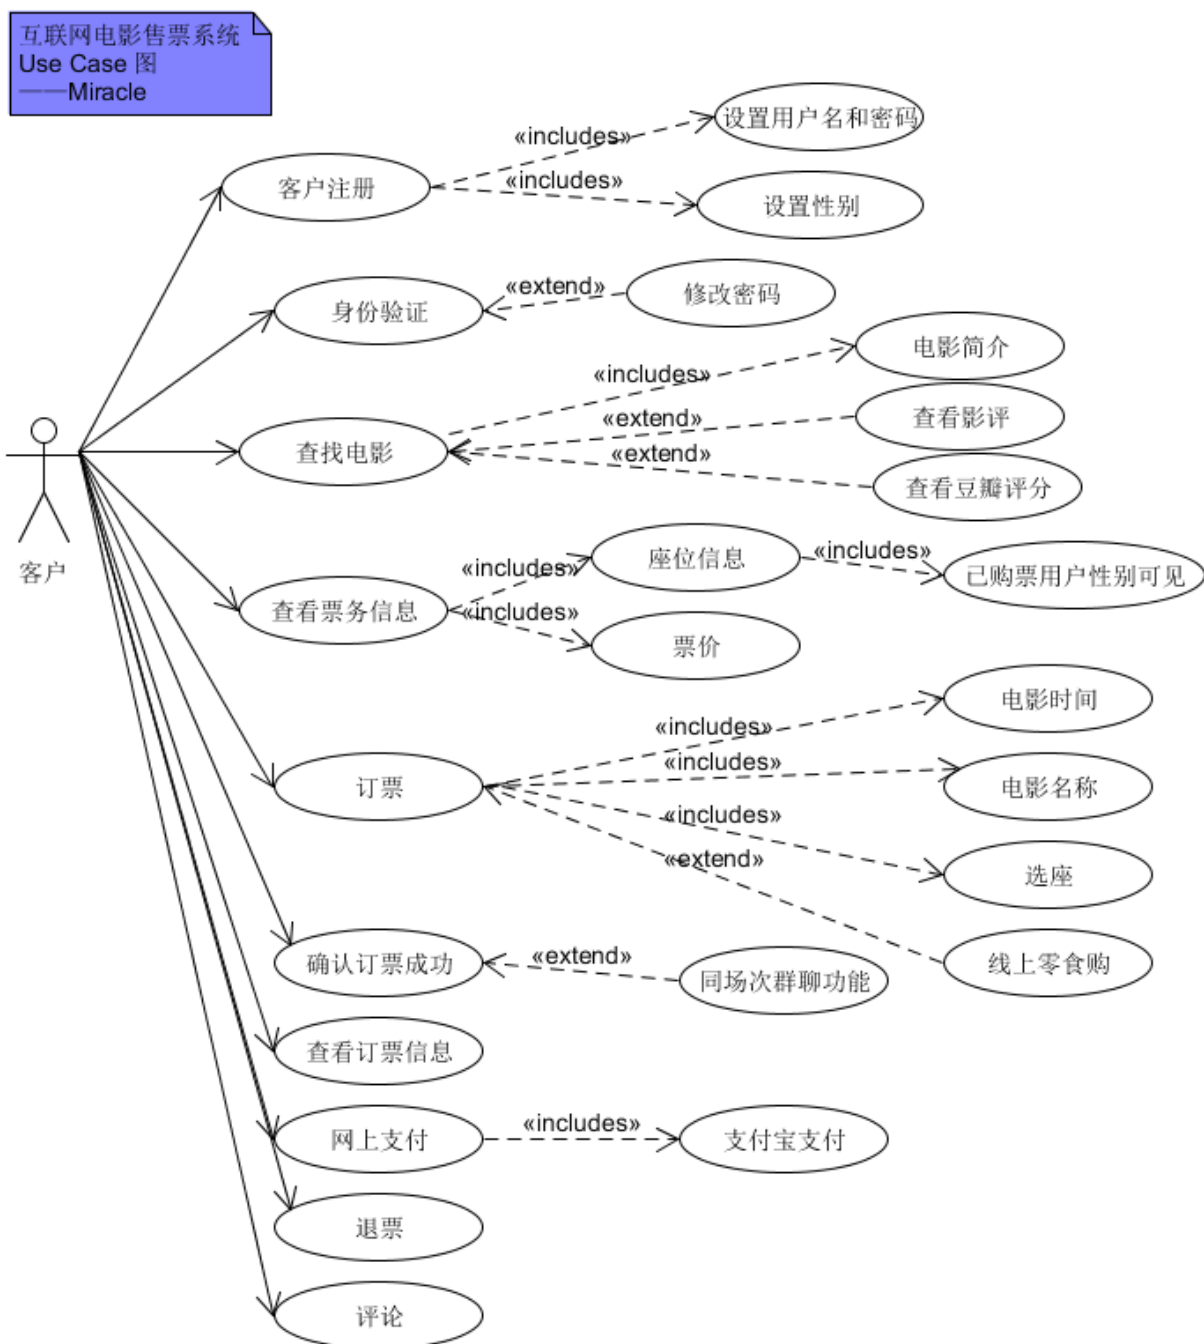 互联网电影售票系统
Use Case 图
——Miracle
设置用户名和密码
«includes»
客户注册
«includes»
设置性别
身份验证
«extend»
修改密码
电影简介
«includes»
«extend»
查看影评
查找电影
«extend»
查看豆瓣评分
客户
座位信息
«includes»
已购票用户性别可见
«includes»
查看票务信息
«includes»
票价
电影时间
«includes»
«includes»
订票
电影名称
«includes»
«extend»
选座
确认订票成功
«extend»
同场次群聊功能
线上零食购
查看订票信息
网上支付
«includes»
支付宝支付
退票
评论